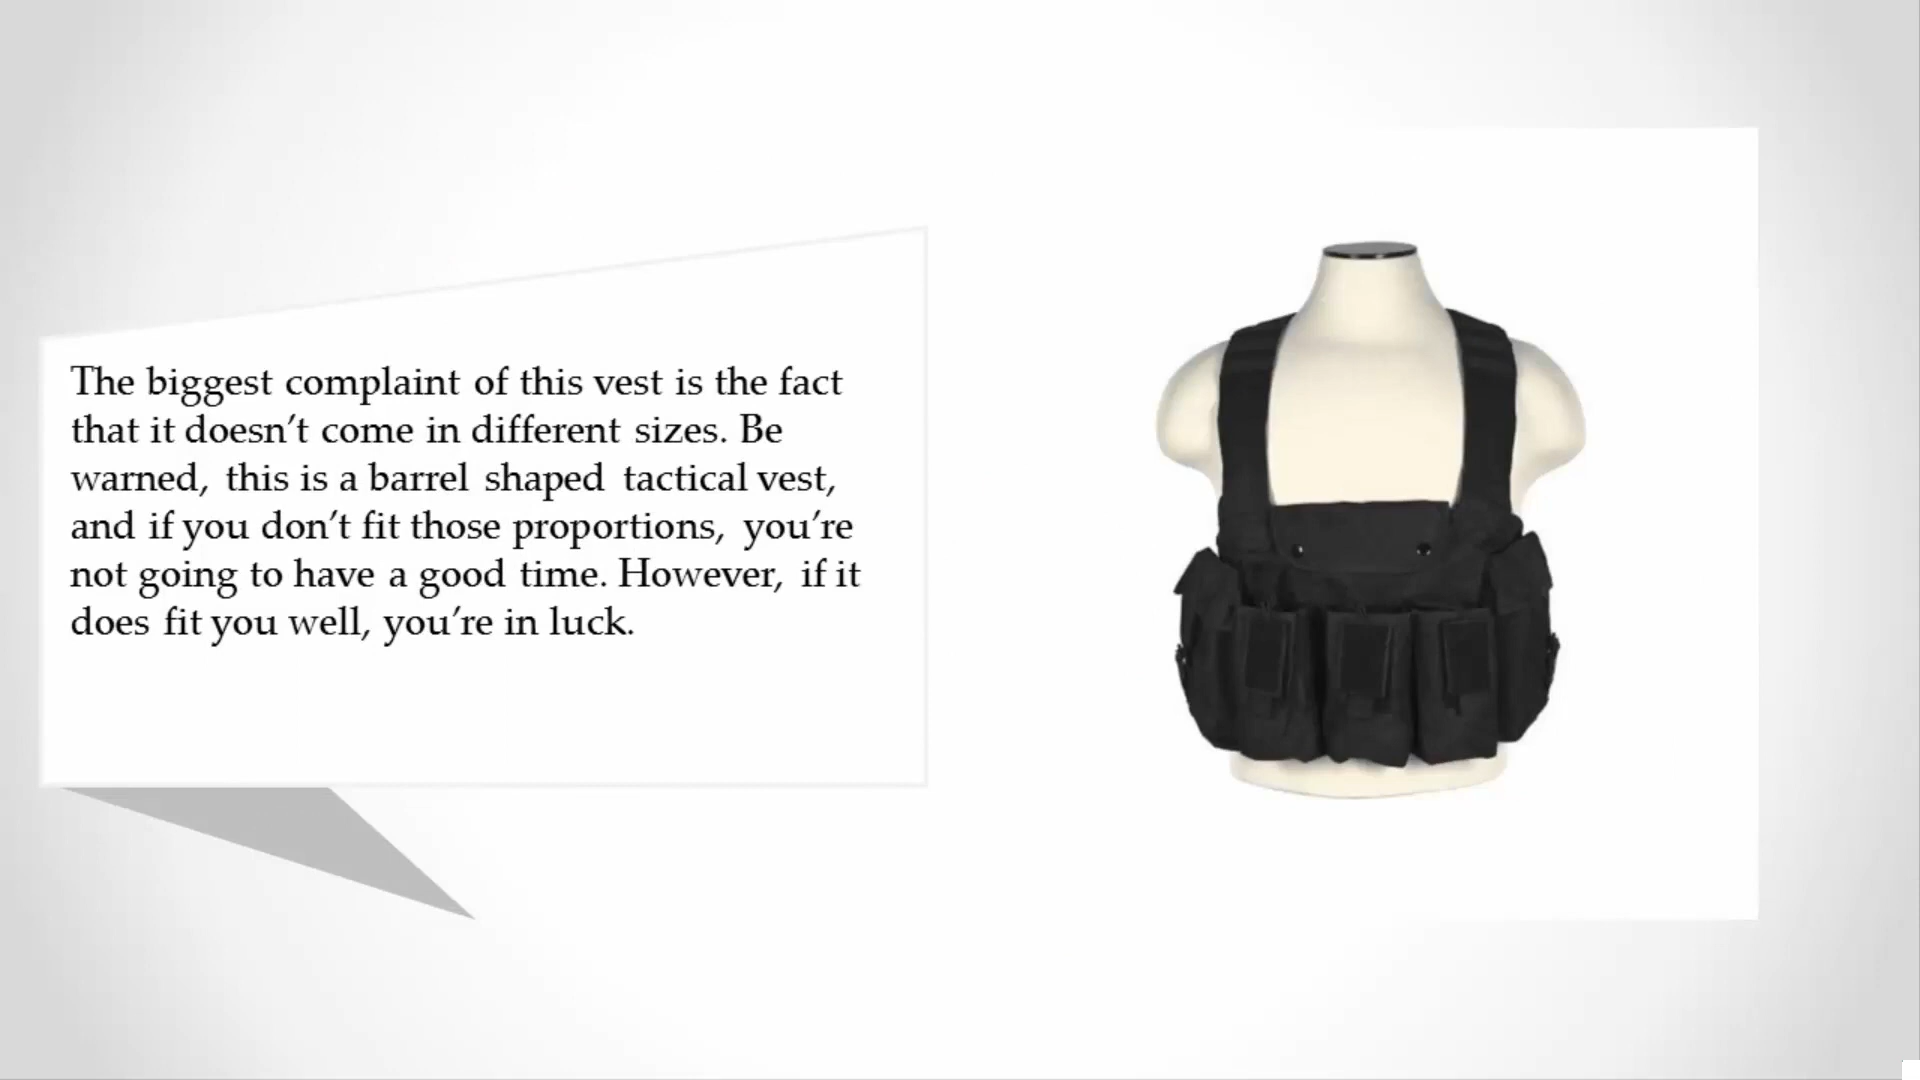 The biggest complaint of this vest is the fact
that it doesn’t come in different sizes. Be
warned, this is a barrel shaped tactical vest,
and if you don’t fit those proportions, you’re
not going to have a good time. However, if it
does fit you well, you’re in luck.